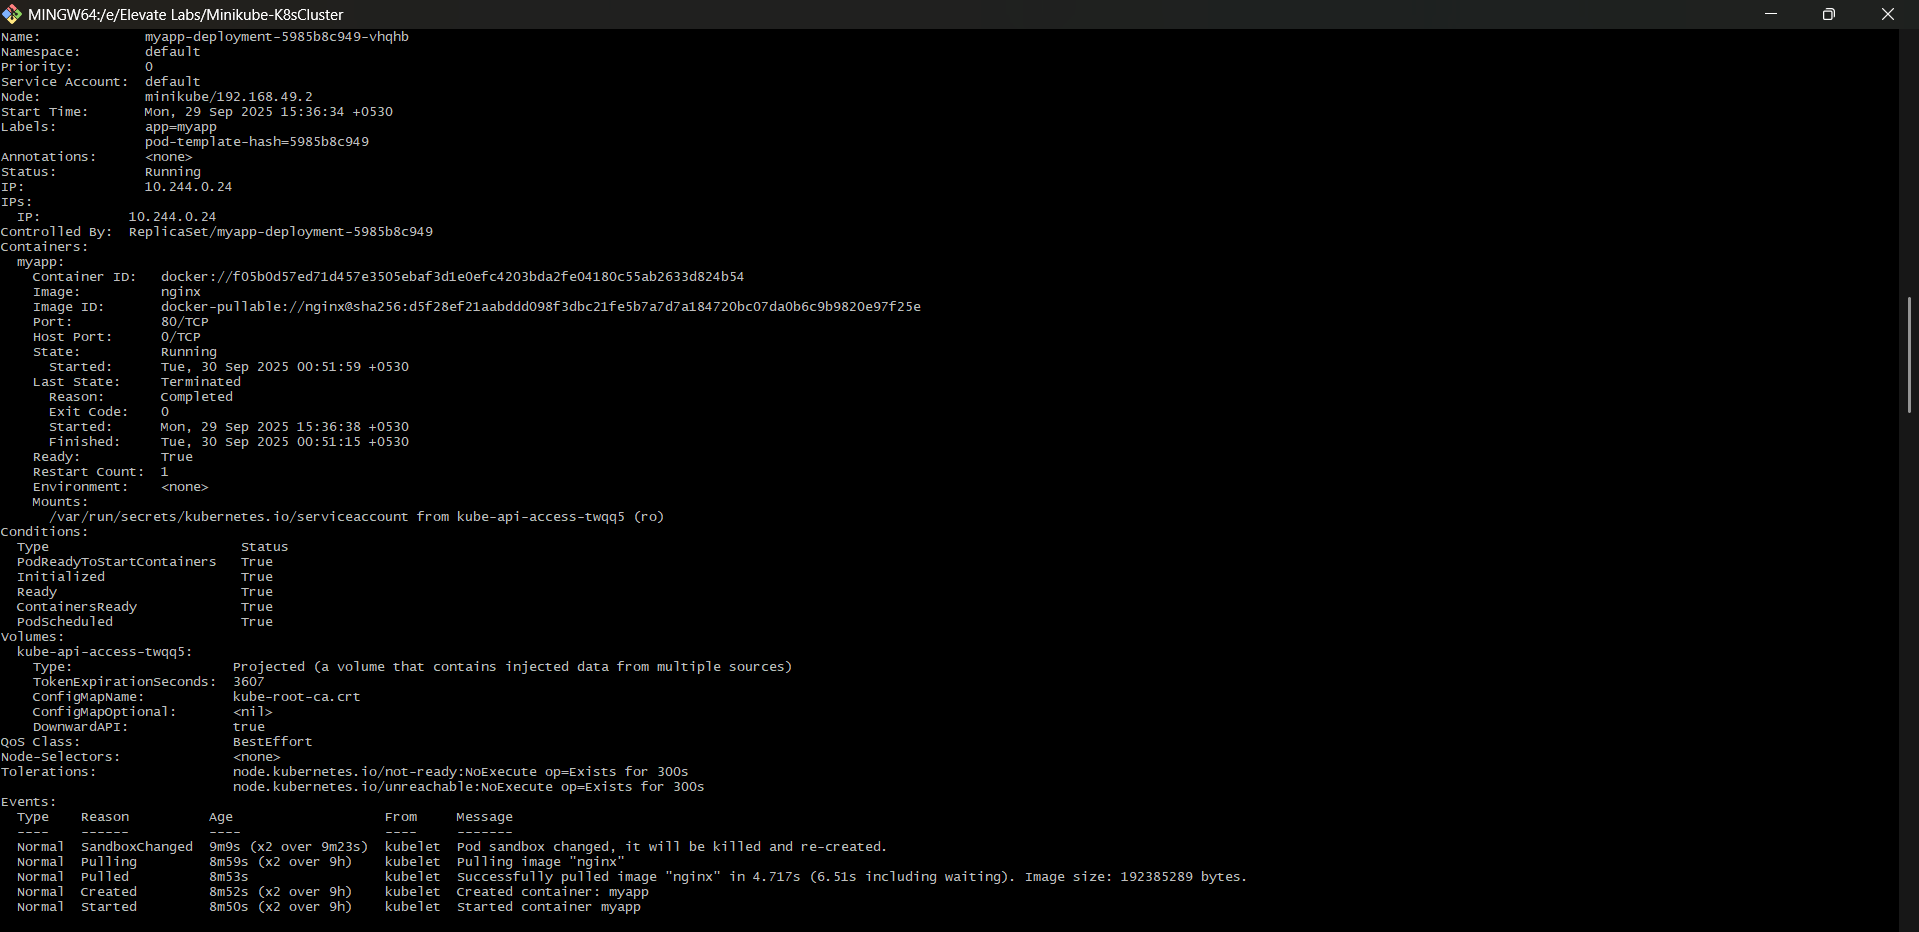 MINGW64:/e/Elevate Labs/Minikube-K8sCluster
Name:             myapp-deployment-5985b8c949-vhqhb
Namespace:        default
Priority:         0
Service Account:  default
Node:             minikube/192.168.49.2
Start Time:       Mon, 29 Sep 2025 15:36:34 +0530
Labels:           app=myapp
                  pod-template-hash=5985b8c949
Annotations:      <none>
Status:           Running
IP:               10.244.0.24
IPs:
  IP:           10.244.0.24
Controlled By:  ReplicaSet/myapp-deployment-5985b8c949
Containers:
  myapp:
    Container ID:   docker://f05b0d57ed71d457e3505ebaf3d1e0efc4203bda2fe04180c55ab2633d824b54
    Image:          nginx
    Image ID:       docker-pullable://nginx@sha256:d5f28ef21aabddd098f3dbc21fe5b7a7d7a184720bc07da0b6c9b9820e97f25e
    Port:           80/TCP
    Host Port:      0/TCP
    State:          Running
      Started:      Tue, 30 Sep 2025 00:51:59 +0530
    Last State:     Terminated
      Reason:       Completed
      Exit Code:    0
      Started:      Mon, 29 Sep 2025 15:36:38 +0530
      Finished:     Tue, 30 Sep 2025 00:51:15 +0530
    Ready:          True
    Restart Count:  1
    Environment:    <none>
    Mounts:
      /var/run/secrets/kubernetes.io/serviceaccount from kube-api-access-twqq5 (ro)
Conditions:
  Type                        Status
  PodReadyToStartContainers   True
  Initialized                 True
  Ready                       True
  ContainersReady             True
  PodScheduled                True
Volumes:
  kube-api-access-twqq5:
    Type:                    Projected (a volume that contains injected data from multiple sources)
    TokenExpirationSeconds:  3607
    ConfigMapName:           kube-root-ca.crt
    ConfigMapOptional:       <nil>
    DownwardAPI:             true
QoS Class:                   BestEffort
Node-Selectors:              <none>
Tolerations:                 node.kubernetes.io/not-ready:NoExecute op=Exists for 300s
                             node.kubernetes.io/unreachable:NoExecute op=Exists for 300s
Events:
  Type    Reason          Age                   From     Message
  ----    ------          ----                  ----     -------
  Normal  SandboxChanged  9m9s (x2 over 9m23s)  kubelet  Pod sandbox changed, it will be killed and re-created.
  Normal  Pulling         8m59s (x2 over 9h)    kubelet  Pulling image "nginx"
  Normal  Pulled          8m53s                 kubelet  Successfully pulled image "nginx" in 4.717s (6.51s including waiting). Image size: 192385289 bytes.
  Normal  Created         8m52s (x2 over 9h)    kubelet  Created container: myapp
  Normal  Started         8m50s (x2 over 9h)    kubelet  Started container myapp